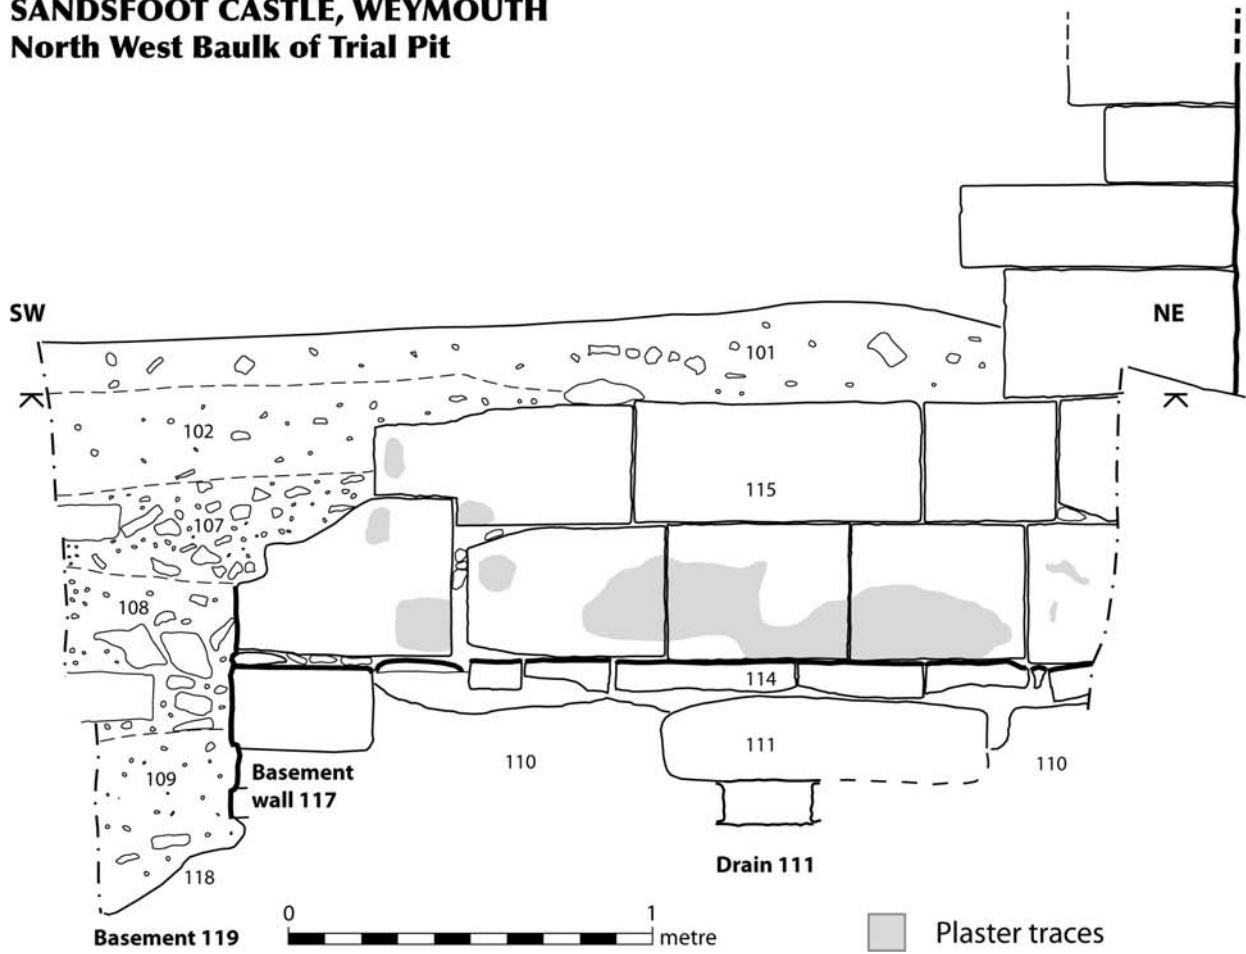 SANDSFOOT CASTLE, WEYMOUTH
North West Baulk of Trial Pit
SW
NE
101
102
115
107
108
114
111
110
110
109
Basement
wall 117
Drain 111
118
0
1
metre
Basement 119
Plaster traces